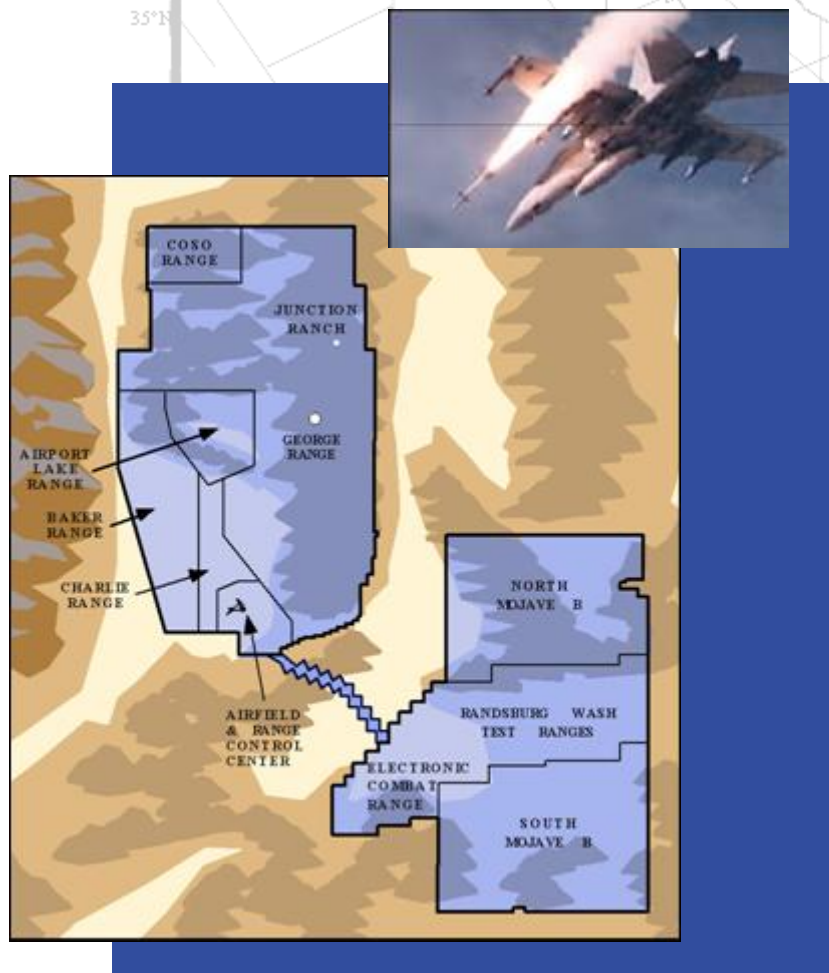 35°N
COSO
RANGE
JUNCTION
RANCH
GEORGE
RANGE
AIRPORT
LAKE
RANGE
BAKER
RANGE
CHARLIE
RANGE
AIRFIELD
& RANGE
CONTROL
CENTER
NORTH
MOJAVE B
RANDSBURG WASH
TEST RANGES
ELECTRONIC
COMBAT
RANGE
SOUTH
MOJAVE B